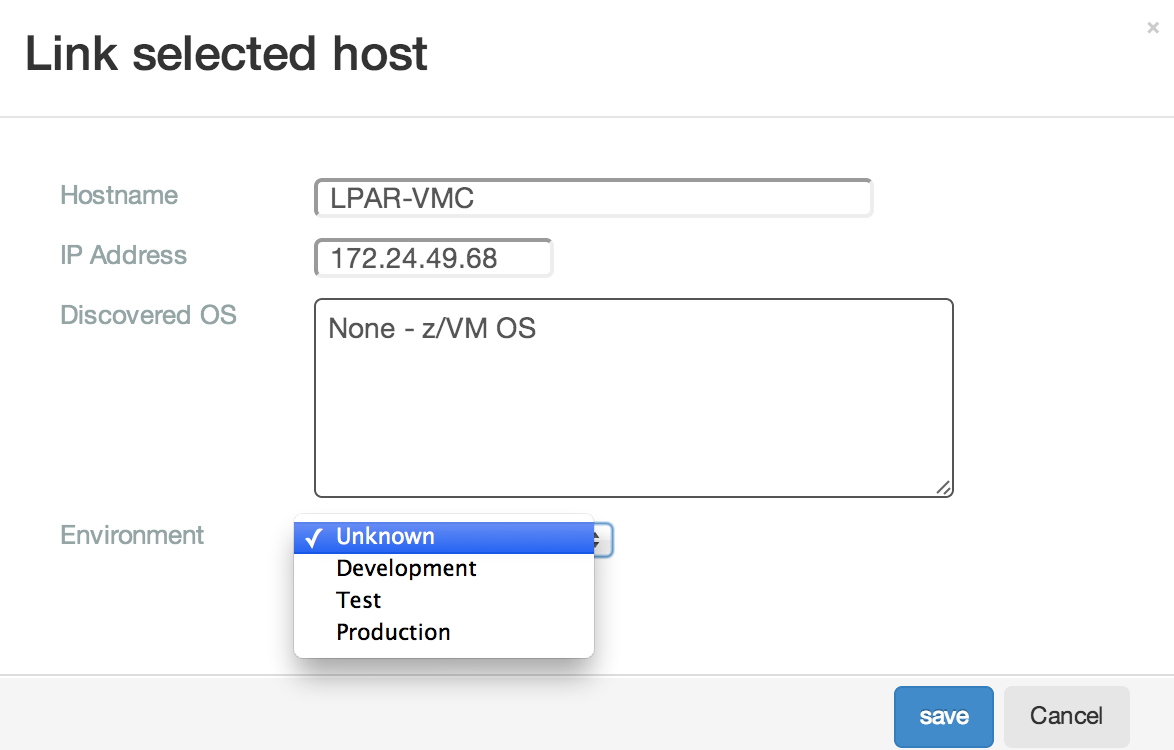 Link selected host
×
Hostname
LPAR-VMC
IP Address
172.24.49.68
Discovered OS
None - z/VM OS
Environment
✓ Unknown
Development
Test
Production
save
Cancel